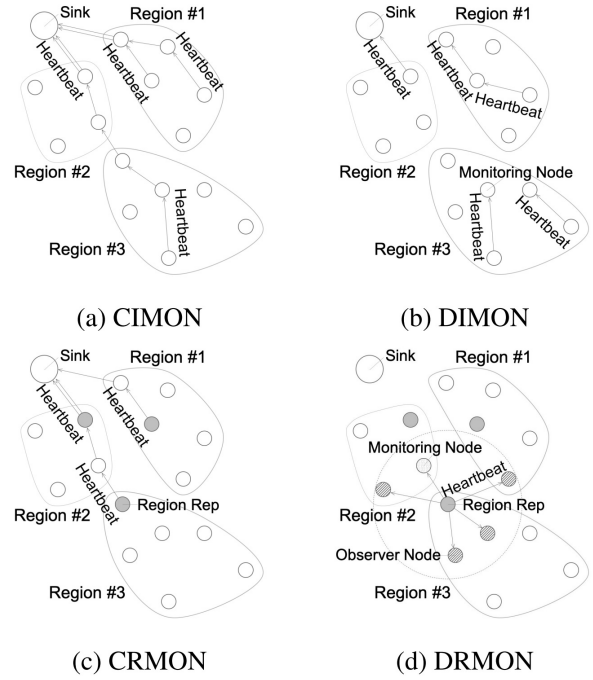 Sink
Region #1
Heartbeat
Heartbeat
Heartbeat
Region #2
Heartbeat
Region #3
(a) CIMON
Sink
Region #1
Heartbeat
Heartbeat
Heartbeat
Region #2
Monitoring Node
Heartbeat
Heartbeat
Region #3
(b) DIMON
Sink
Region #1
Heartbeat
Heartbeat
Heartbeat
Region #2
Region Rep
Region #3
(c) CRMON
Sink
Region #1
Monitoring Node
Heartbeat
Region #2
Region Rep
Observer Node
Region #3
(d) DRMON